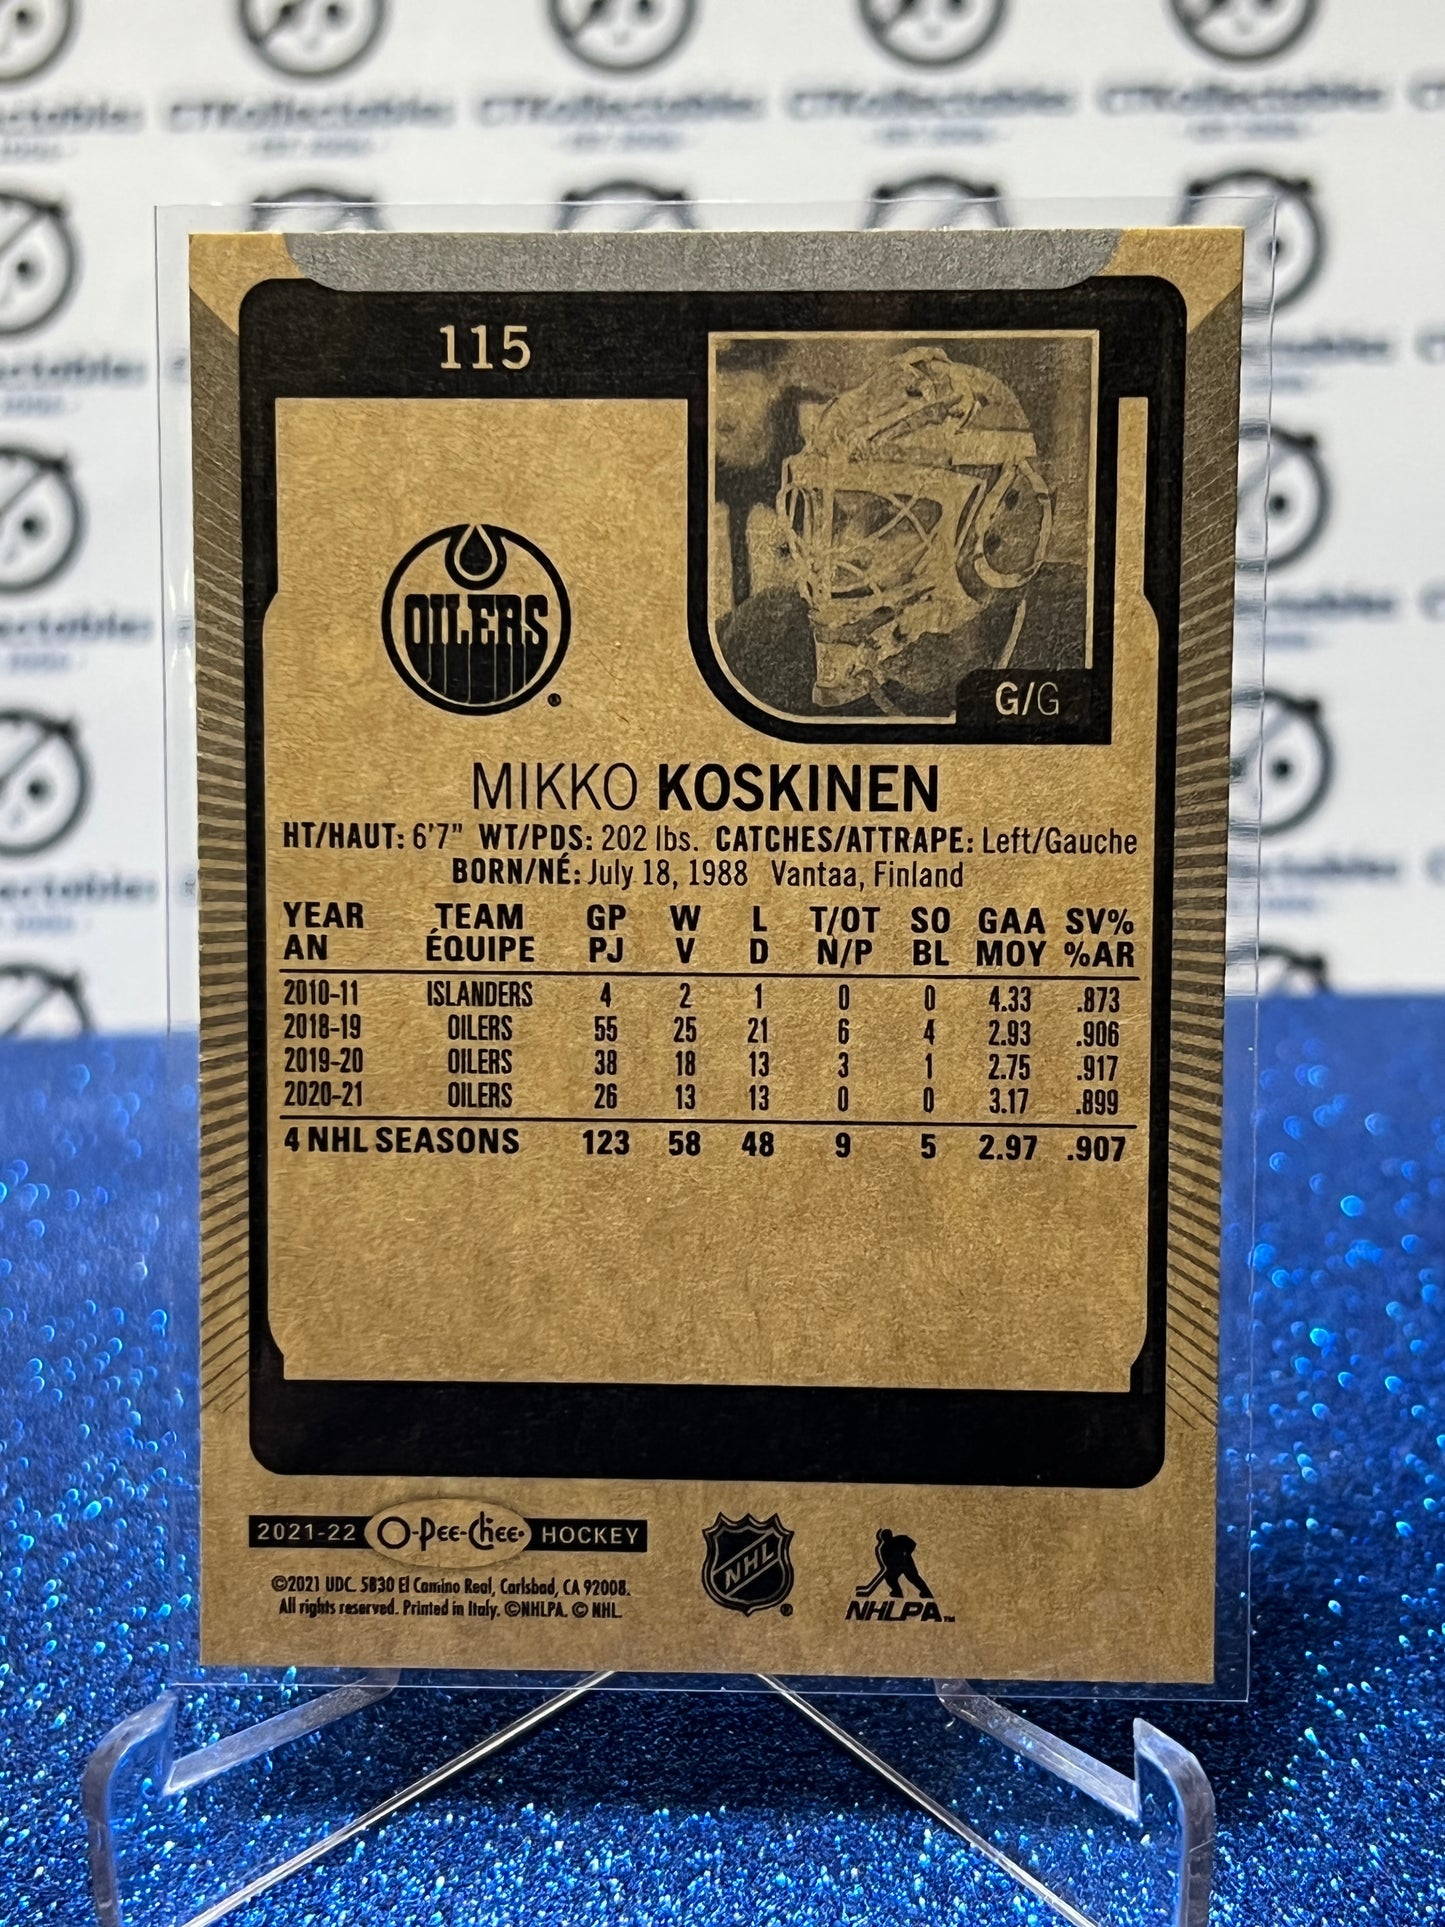 CTKollectables CTKollectables CTKollectables CTKollectables
115
OILERS
G/G
MIKKO KOSKINEN
HT/HAUT: 6'7" WT/PDS: 202 lbs. CATCHES/ATTRAPE: Left/Gauche
BORN/NÉ: July 18, 1988 Vantaa, Finland
YEAR TEAM GP W L T/OT SO GAA SV%
AN ÉQUIPE PJ V D N/P BL MOY %AR
2010-11 ISLANDERS 4 2 1 0 0 4.33 .873
2018-19 OILERS 55 25 21 6 4 2.93 .906
2019-20 OILERS 38 18 13 3 1 2.75 .917
2020-21 OILERS 26 13 13 0 0 3.17 .899
4 NHL SEASONS 123 58 48 9 5 2.97 .907
2021-22 O-Pee-Chee HOCKEY
©2021 UDC. 5830 El Camino Real, Carlsbad, CA 92008.
All rights reserved. Printed in Italy. ©NHLPA. © NHL.
NHL
NHLPA™